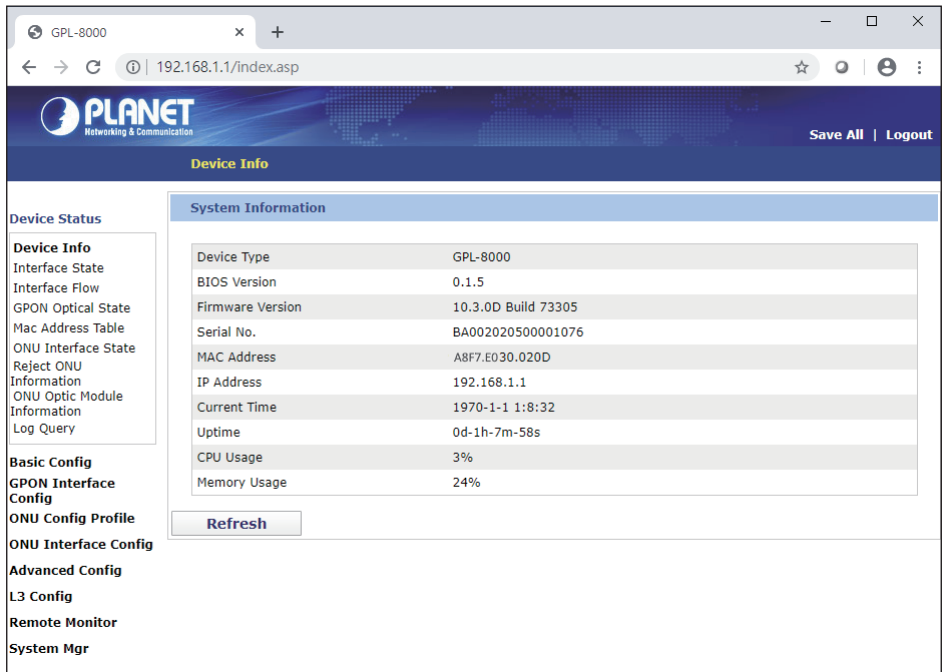 GPL-8000
192.168.1.1/index.asp
PLANET
Networking & Communication
Save All | Logout
Device Info
Device Status
Device Info
Interface State
Interface Flow
GPON Optical State
Mac Address Table
ONU Interface State
Reject ONU
Information
ONU Optic Module
Information
Log Query
Basic Config
GPON Interface
Config
ONU Config Profile
ONU Interface Config
Advanced Config
L3 Config
Remote Monitor
System Mgr
System Information
Device Type GPL-8000
BIOS Version 0.1.5
Firmware Version 10.3.0D Build 73305
Serial No. BA002020500001076
MAC Address A8F7.E030.020D
IP Address 192.168.1.1
Current Time 1970-1-1 1:8:32
Uptime 0d-1h-7m-58s
CPU Usage 3%
Memory Usage 24%
Refresh